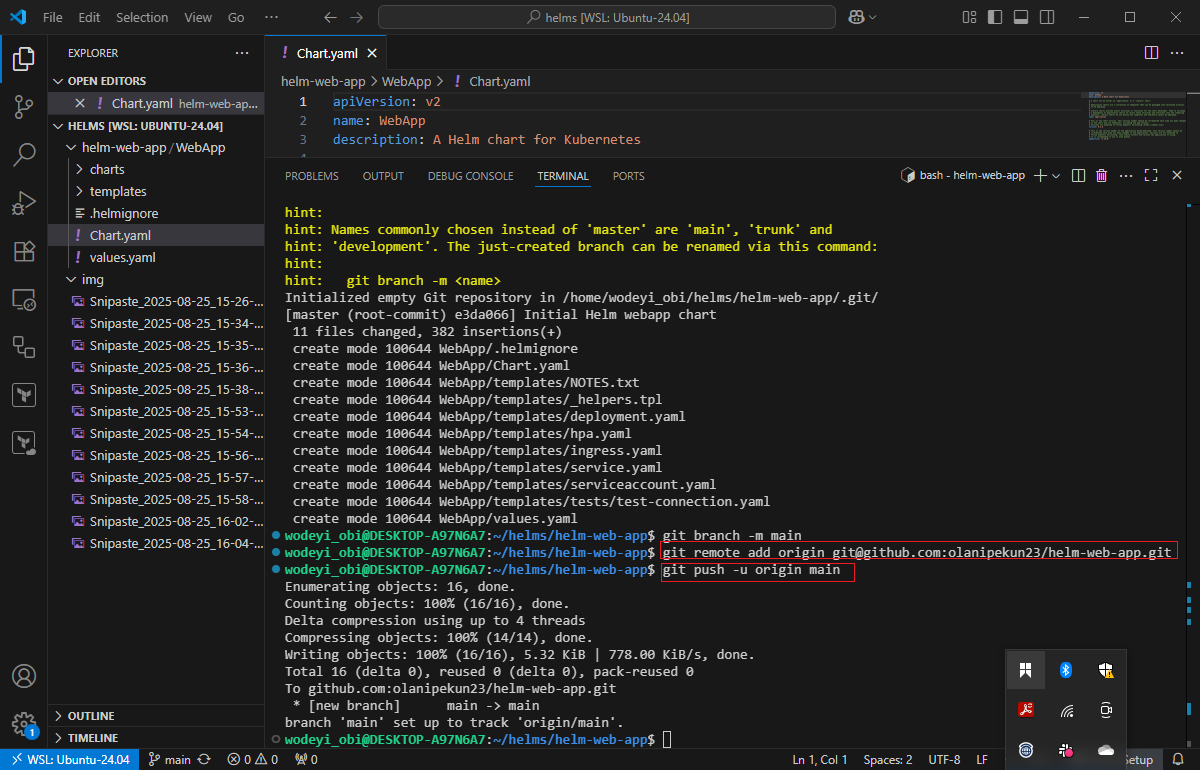 File Edit Selection View Go ··· helms [WSL: Ubuntu-24.04]
EXPLORER ···
OPEN EDITORS
Chart.yaml helm-web-ap...
HELMS [WSL: UBUNTU-24.04]
helm-web-app / WebApp
charts
templates
.helmignore
Chart.yaml
values.yaml
img
Snipaste_2025-08-25_15-26-...
Snipaste_2025-08-25_15-34-...
Snipaste_2025-08-25_15-35-...
Snipaste_2025-08-25_15-36-...
Snipaste_2025-08-25_15-38-...
Snipaste_2025-08-25_15-53-...
Snipaste_2025-08-25_15-54-...
Snipaste_2025-08-25_15-56-...
Snipaste_2025-08-25_15-57-...
Snipaste_2025-08-25_15-58-...
Snipaste_2025-08-25_16-02-...
Snipaste_2025-08-25_16-04-...
OUTLINE
TIMELINE
! Chart.yaml
helm-web-app > WebApp > ! Chart.yaml
1 apiVersion: v2
2 name: WebApp
3 description: A Helm chart for Kubernetes
4
PROBLEMS OUTPUT DEBUG CONSOLE TERMINAL PORTS bash - helm-web-app
hint:
hint: Names commonly chosen instead of 'master' are 'main', 'trunk' and
hint: 'development'. The just-created branch can be renamed via this command:
hint:
hint:   git branch -m <name>
Initialized empty Git repository in /home/wodeyi_obi/helms/helm-web-app/.git/
[master (root-commit) e3da066] Initial Helm webapp chart
 11 files changed, 382 insertions(+)
 create mode 100644 WebApp/.helmignore
 create mode 100644 WebApp/Chart.yaml
 create mode 100644 WebApp/templates/NOTES.txt
 create mode 100644 WebApp/templates/_helpers.tpl
 create mode 100644 WebApp/templates/deployment.yaml
 create mode 100644 WebApp/templates/hpa.yaml
 create mode 100644 WebApp/templates/ingress.yaml
 create mode 100644 WebApp/templates/service.yaml
 create mode 100644 WebApp/templates/serviceaccount.yaml
 create mode 100644 WebApp/templates/tests/test-connection.yaml
 create mode 100644 WebApp/values.yaml
wodeyi_obi@DESKTOP-A97N6A7:~/helms/helm-web-app$ git branch -m main
wodeyi_obi@DESKTOP-A97N6A7:~/helms/helm-web-app$ git remote add origin git@github.com:olanipekun23/helm-web-app.git
wodeyi_obi@DESKTOP-A97N6A7:~/helms/helm-web-app$ git push -u origin main
Enumerating objects: 16, done.
Counting objects: 100% (16/16), done.
Delta compression using up to 4 threads
Compressing objects: 100% (14/14), done.
Writing objects: 100% (16/16), 5.32 KiB | 778.00 KiB/s, done.
Total 16 (delta 0), reused 0 (delta 0), pack-reused 0
To github.com:olanipekun23/helm-web-app.git
 * [new branch]      main -> main
branch 'main' set up to track 'origin/main'.
wodeyi_obi@DESKTOP-A97N6A7:~/helms/helm-web-app$
1
WSL: Ubuntu-24.04 main 0 0 0 Ln 1, Col 1 Spaces: 2 UTF-8 LF Setup